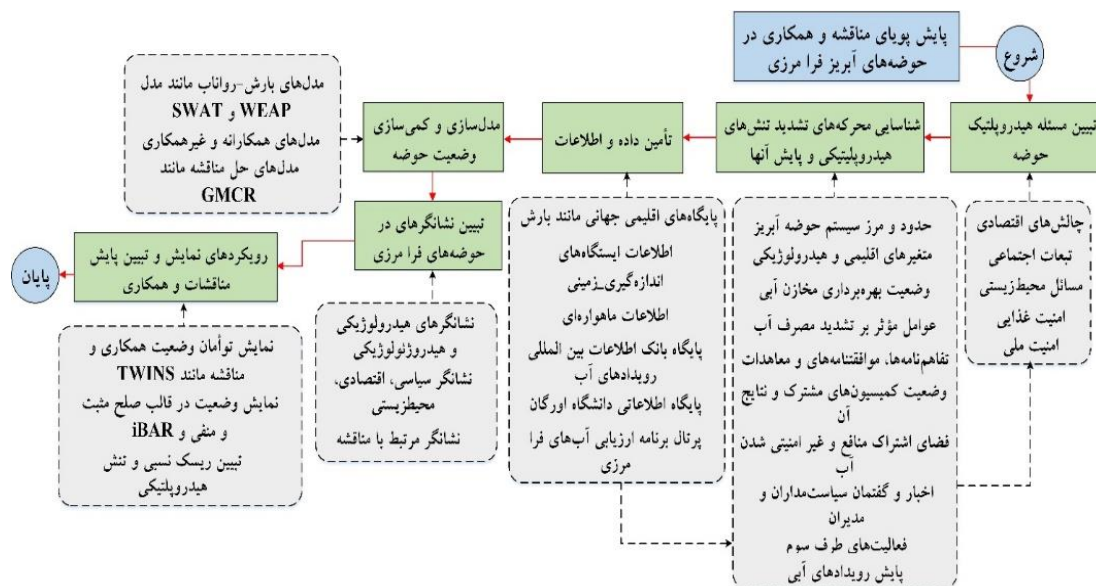 پایش پویای مناقشه و همکاری در
حوضه‌های آبریز فرا مرزی
شروع
تبیین مسئله هیدروپلتیک
حوضه
شناسایی محرکه‌های تشدید تنش‌های
هیدروپلیتیکی و پایش آنها
تأمین داده و اطلاعات
مدل‌سازی و کمی‌سازی
وضعیت حوضه
مدل‌های بارش-رواناب مانند مدل
SWAT و WEAP
مدل‌های همکارانه و غیرهمکاری
مدل‌های حل مناقشه مانند
GMCR
تبیین نشانگرهای در
حوضه‌های فرا مرزی
رویکردهای نمایش و تبیین پایش
مناقشات و همکاری
پایان
چالش‌های اقتصادی
تبعات اجتماعی
مسائل محیط‌زیستی
امنیت غذایی
امنیت ملی
حدود و مرز سیستم حوضه آبریز
متغیرهای اقلیمی و هیدرولوژیکی
وضعیت بهره‌برداری مخازن آبی
عوامل مؤثر بر تشدید مصرف آب
تفاهم‌نامه‌ها، موافقتنامه‌های و معاهدات
وضعیت کمیسیون‌های مشترک و نتایج
آن
فضای اشتراک منافع و غیر امنیتی شدن
آب
اخبار و گفتمان سیاست‌مداران و
مدیران
فعالیت‌های طرف سوم
پایش رویدادهای آبی
پایگاه‌های اقلیمی جهانی مانند بارش
اطلاعات ایستگاه‌های
اندازه‌گیری_زمینی
اطلاعات ماهواره‌ای
پایگاه بانک اطلاعات بین المللی
رویدادهای آب
پایگاه اطلاعاتی دانشگاه اورگان
پرتال برنامه ارزیابی آب‌های فرا
مرزی
نشانگرهای هیدرولوژیکی
و هیدروژئولوژیکی
نشانگر سیاسی، اقتصادی،
محیط‌زیستی
نشانگر مرتبط با مناقشه
نمایش توأمان وضعیت همکاری و
مناقشه مانند TWINS
نمایش وضعیت در قالب صلح مثبت
و منفی و iBAR
تبیین ریسک نسبی و تنش
هیدروپلتیکی